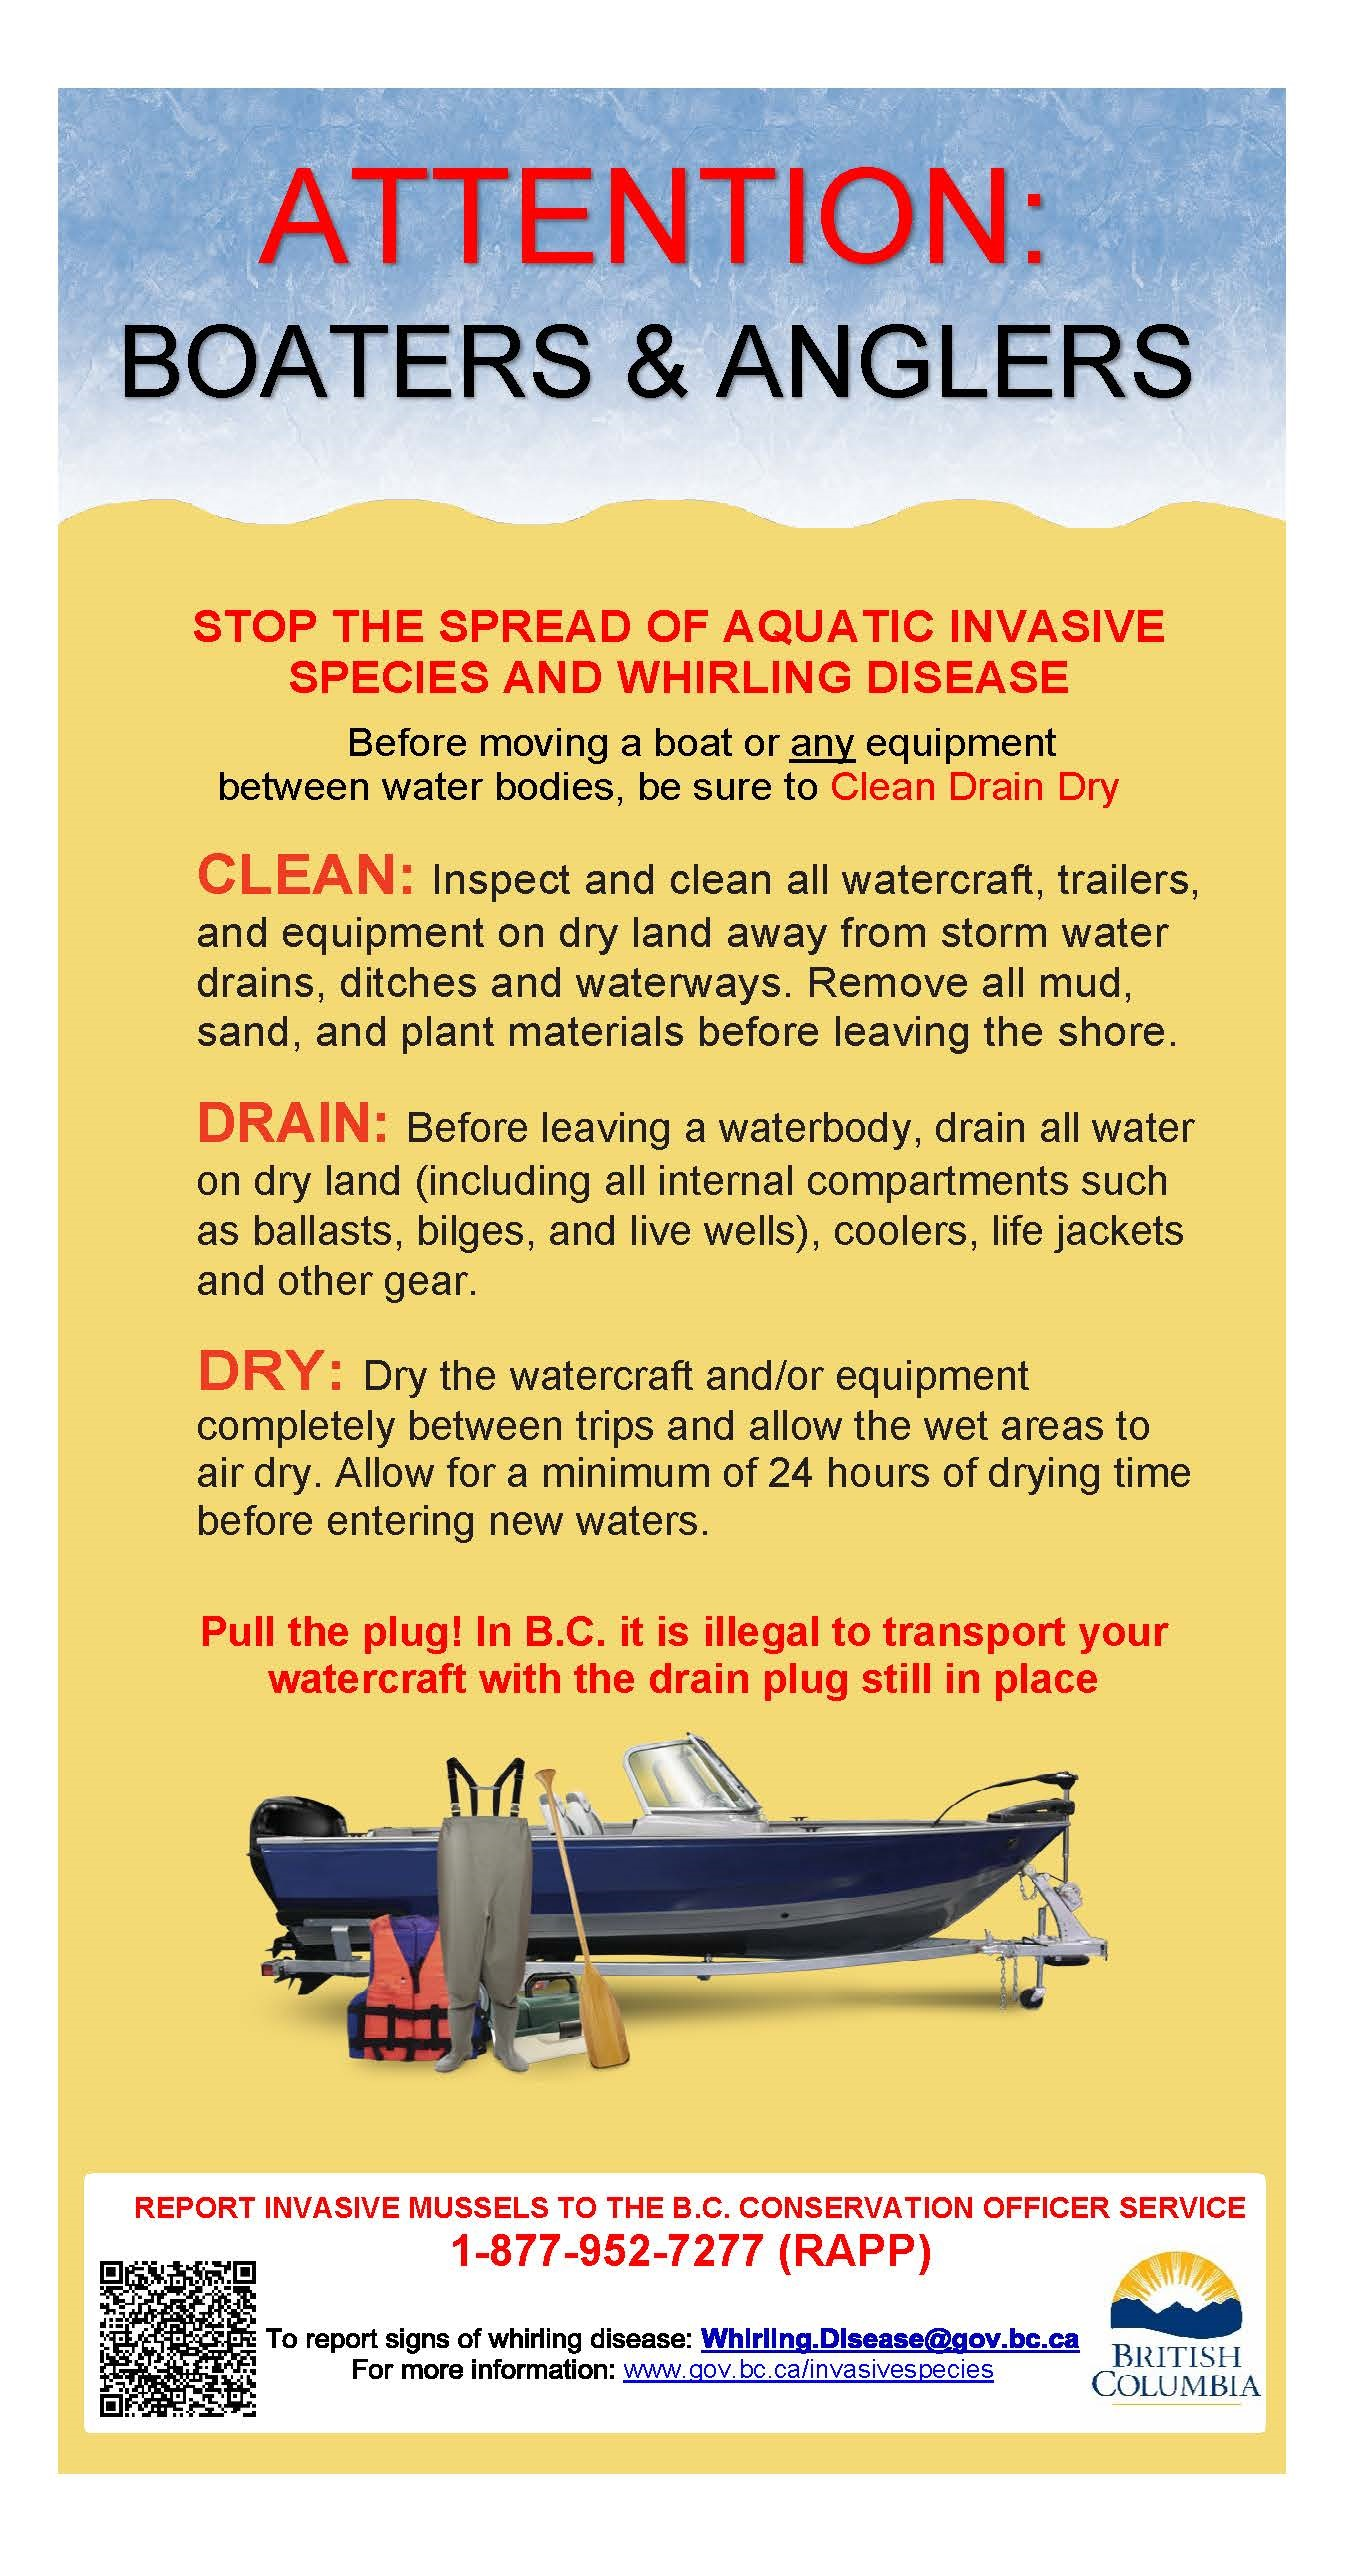 ATTENTION:
BOATERS & ANGLERS
STOP THE SPREAD OF AQUATIC INVASIVE
SPECIES AND WHIRLING DISEASE
Before moving a boat or any equipment
between water bodies, be sure to Clean Drain Dry
CLEAN: Inspect and clean all watercraft, trailers,
and equipment on dry land away from storm water
drains, ditches and waterways. Remove all mud,
sand, and plant materials before leaving the shore.
DRAIN: Before leaving a waterbody, drain all water
on dry land (including all internal compartments such
as ballasts, bilges, and live wells), coolers, life jackets
and other gear.
DRY: Dry the watercraft and/or equipment
completely between trips and allow the wet areas to
air dry. Allow for a minimum of 24 hours of drying time
before entering new waters.
Pull the plug! In B.C. it is illegal to transport your
watercraft with the drain plug still in place
REPORT INVASIVE MUSSELS TO THE B.C. CONSERVATION OFFICER SERVICE
1-877-952-7277 (RAPP)
To report signs of whirling disease: Whirling.Disease@gov.bc.ca
For more information: www.gov.bc.ca/invasivespecies
BRITISH
COLUMBIA